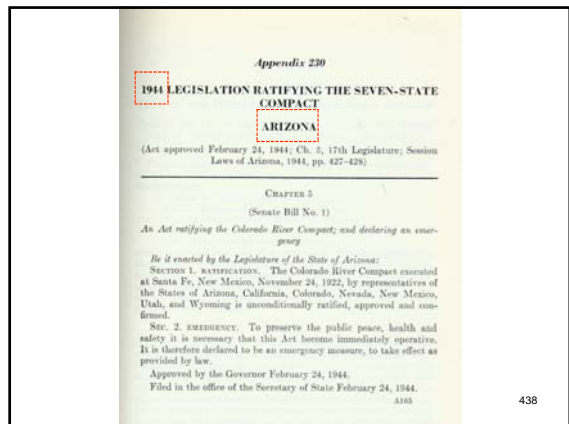 Appendix 230
1944 LEGISLATION RATIFYING THE SEVEN-STATE
COMPACT
ARIZONA
(Act approved February 24, 1944; Ch. 5, 17th Legislature; Session
Laws of Arizona, 1944, pp. 427–428)
CHAPTER 5
(Senate Bill No. 1)
An Act ratifying the Colorado River Compact; and declaring an emer-
gency
Be it enacted by the Legislature of the State of Arizona:
SECTION 1. RATIFICATION. The Colorado River Compact executed
at Santa Fe, New Mexico, November 24, 1922, by representatives of
the States of Arizona, California, Colorado, Nevada, New Mexico,
Utah, and Wyoming is unconditionally ratified, approved and con-
firmed.
SEC. 2. EMERGENCY. To preserve the public peace, health and
safety it is necessary that this Act become immediately operative.
It is therefore declared to be an emergency measure, to take effect as
provided by law.
Approved by the Governor February 24, 1944.
Filed in the office of the Secretary of State February 24, 1944.
A165
438